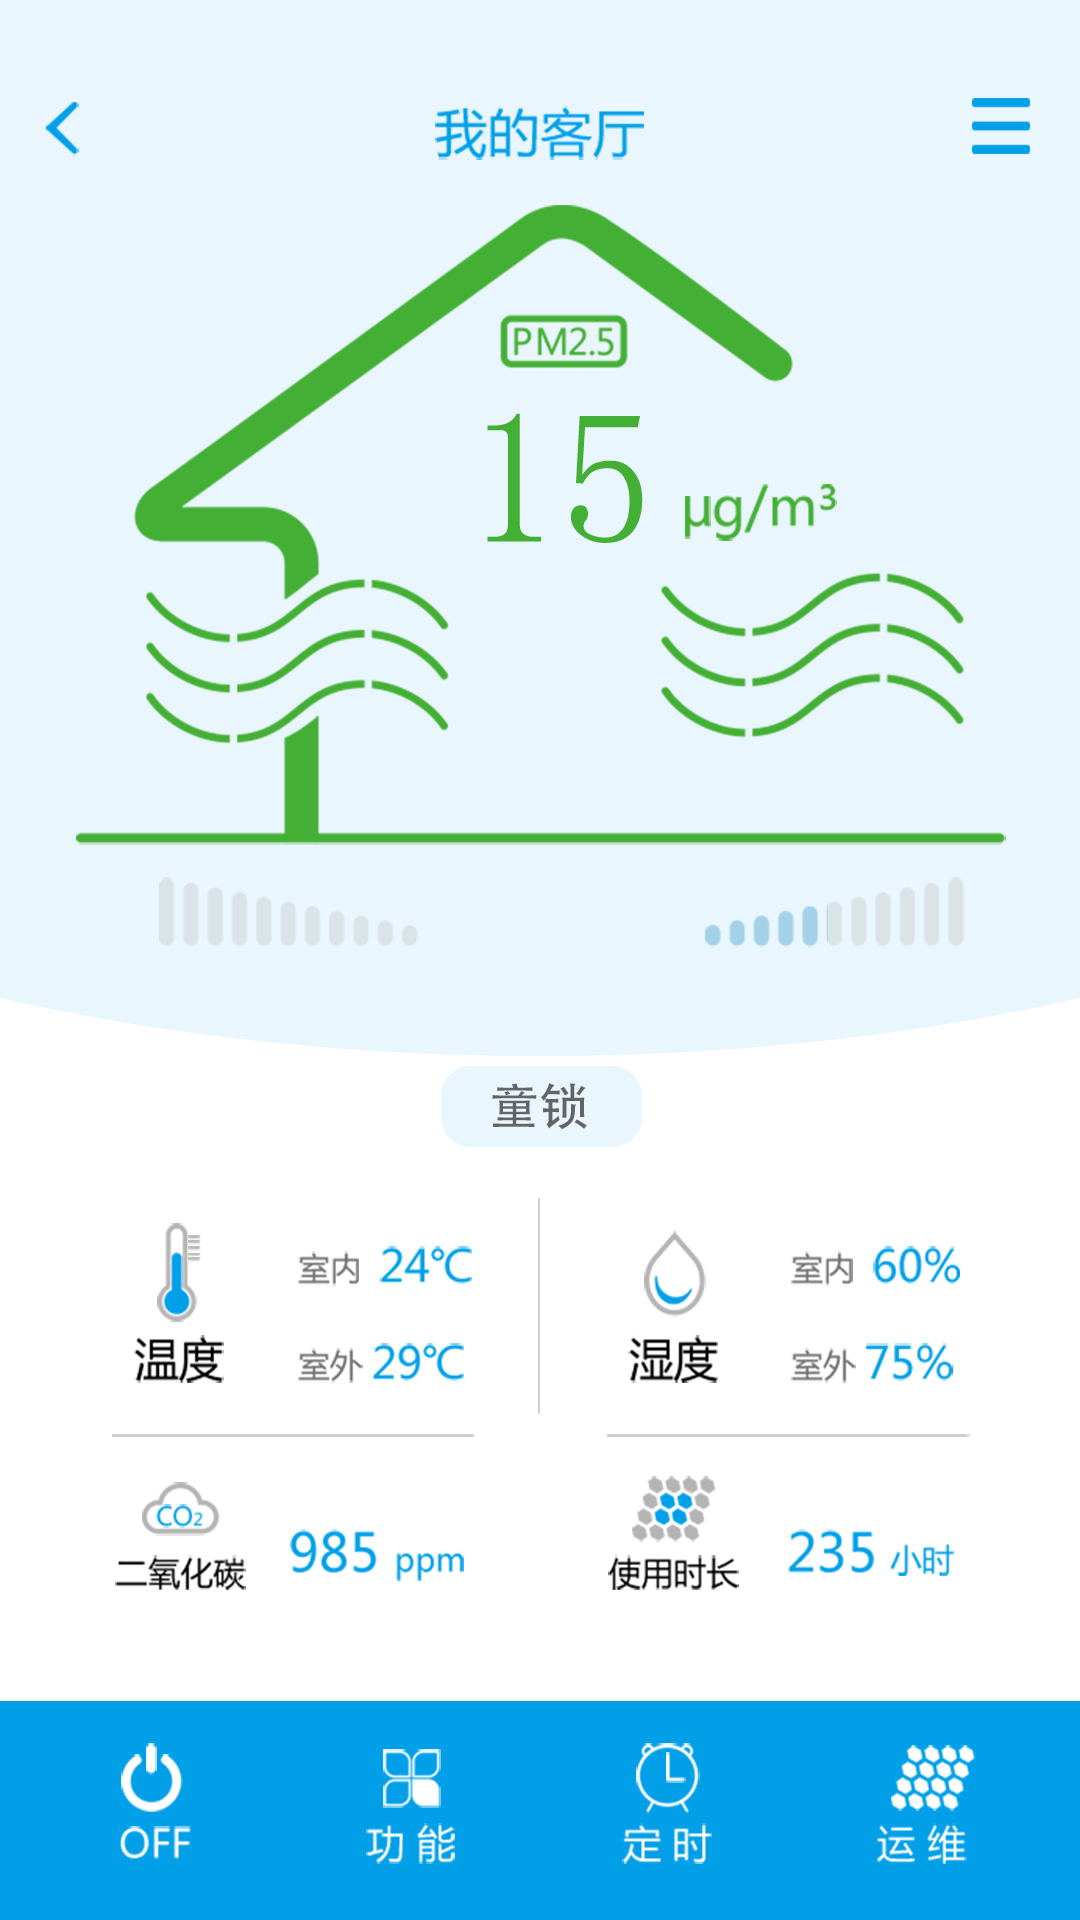 我的客厅
PM2.5
15 μg/m³
童锁
室内 24℃
温度
室外 29℃
室内 60%
湿度
室外 75%
CO₂
二氧化碳
985 ppm
使用时长
235 小时
OFF
功能
定时
运维